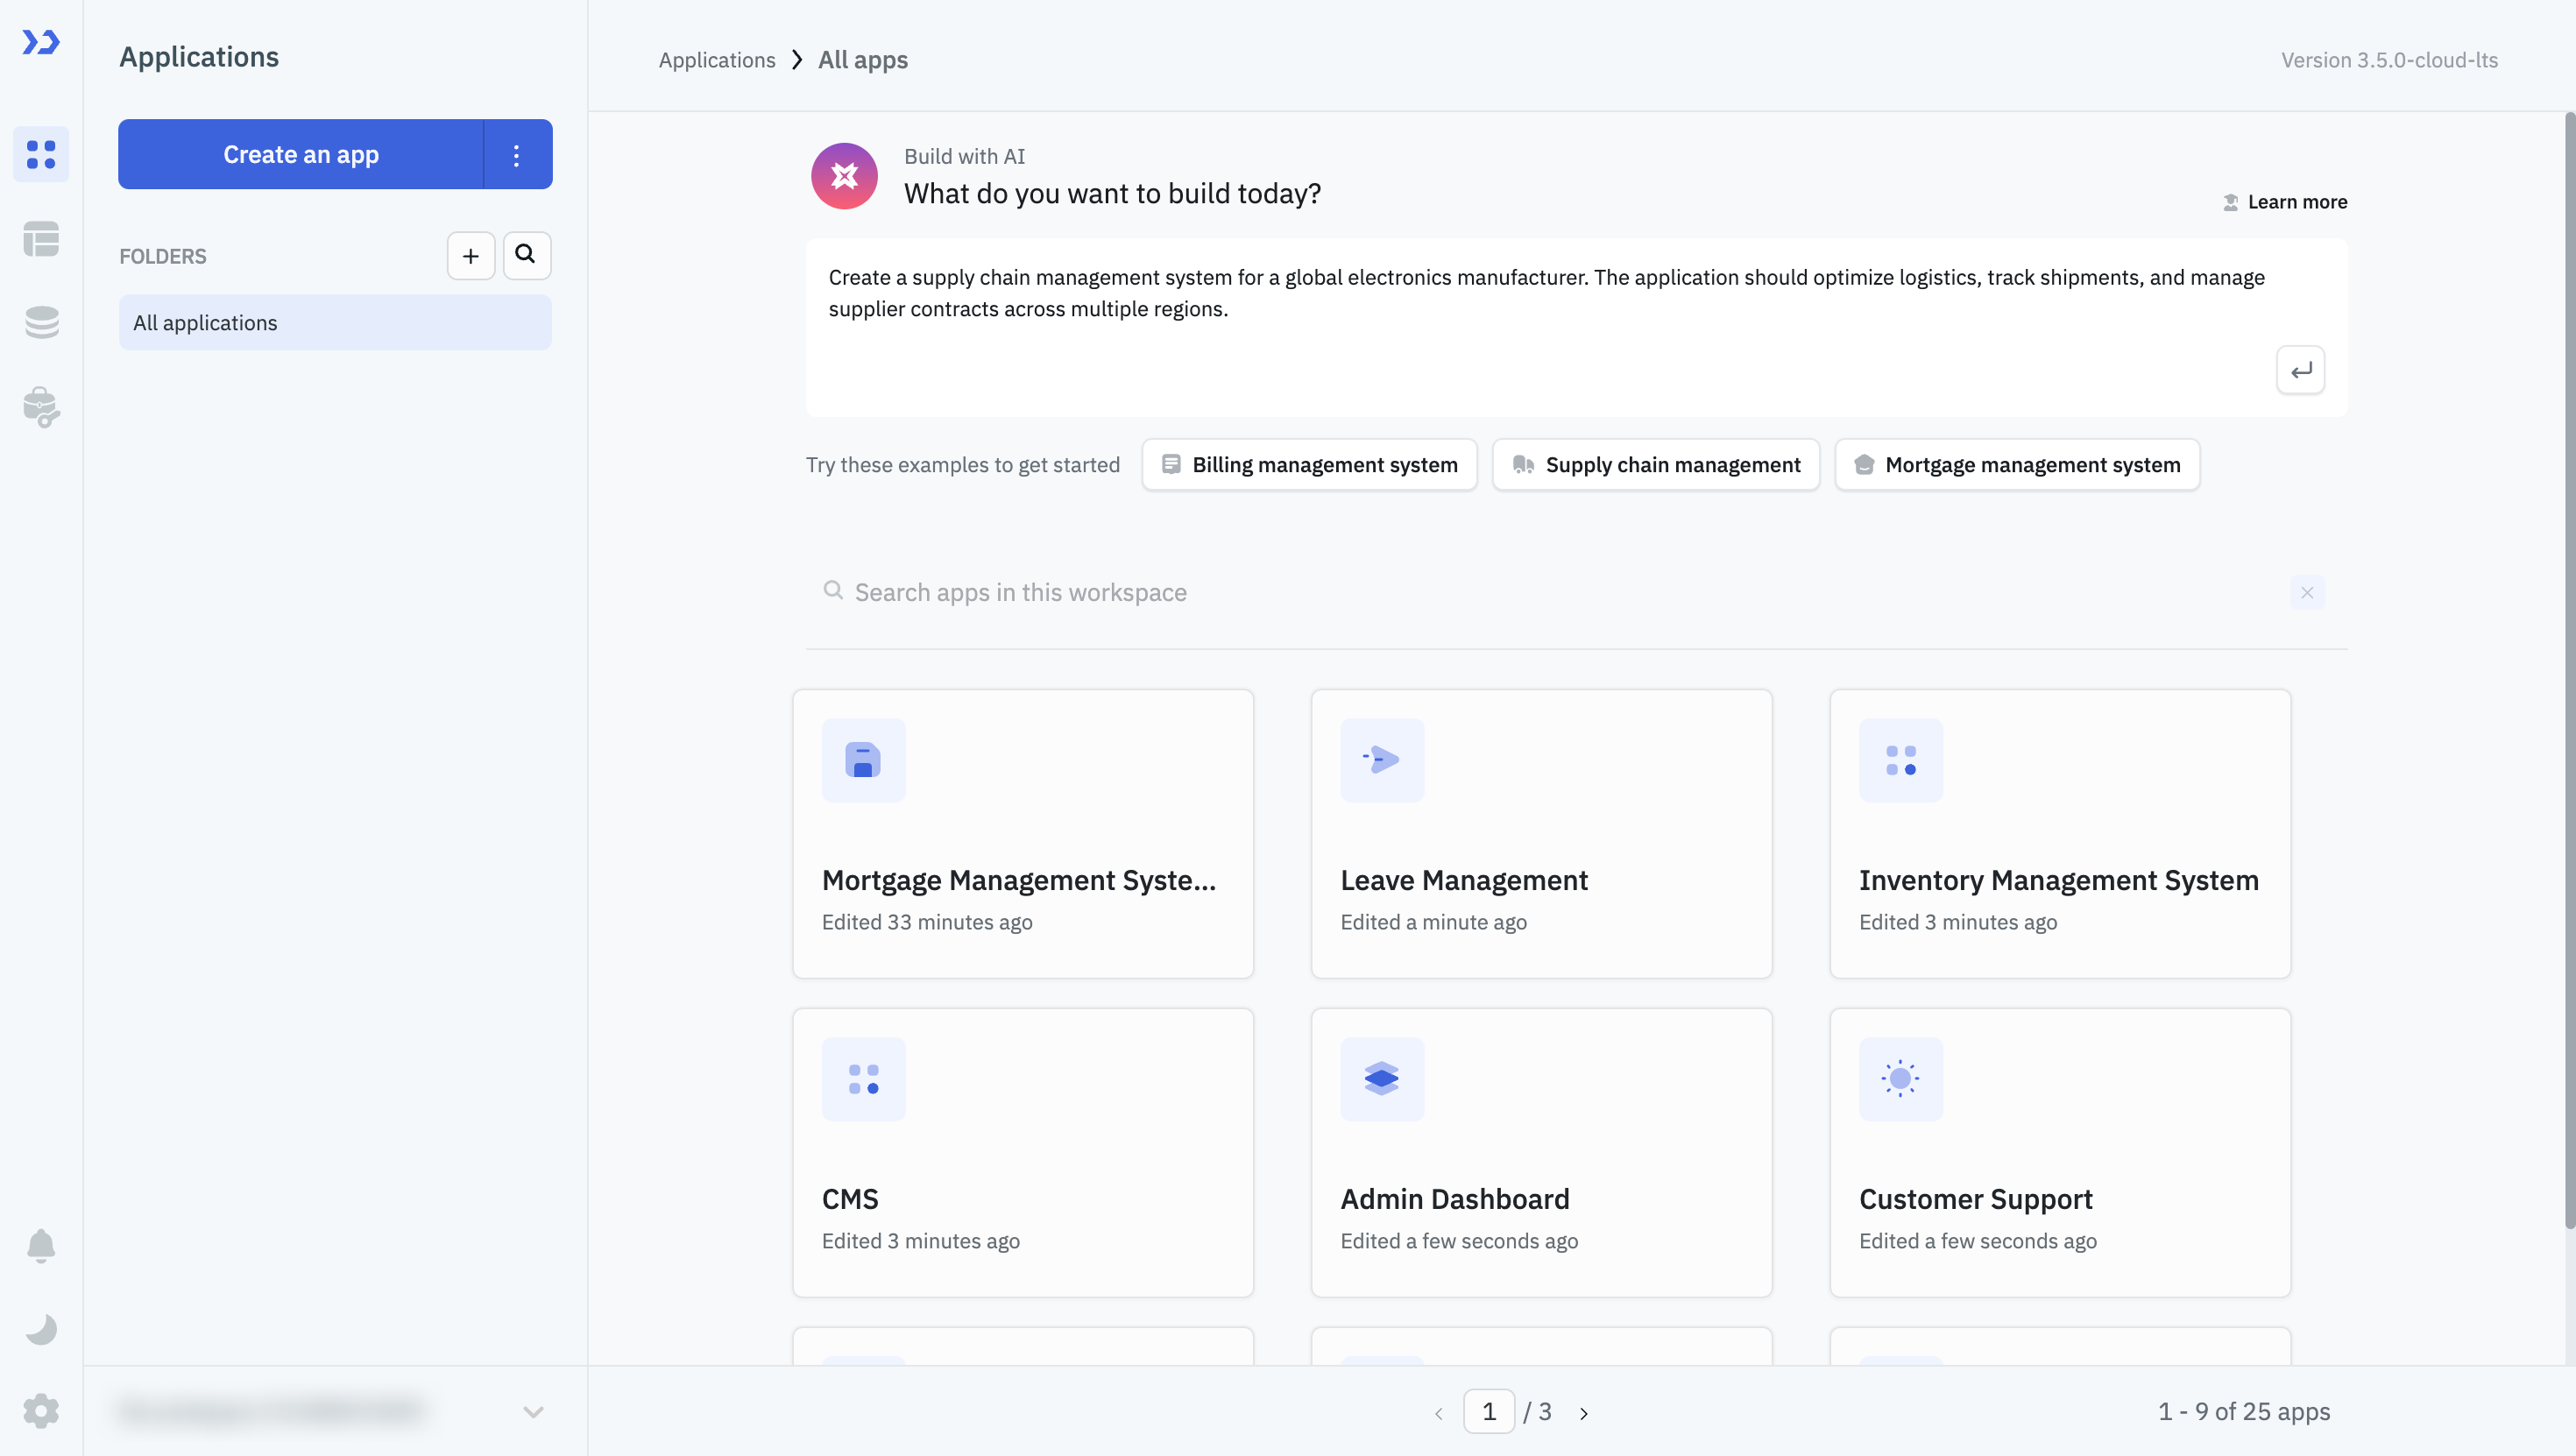 Applications
Create an app
FOLDERS
All applications
Applications
All apps
Version 3.5.0-cloud-lts
Build with AI
What do you want to build today?
Learn more
Create a supply chain management system for a global electronics manufacturer. The application should optimize logistics, track shipments, and manage
supplier contracts across multiple regions.
Try these examples to get started
Billing management system
Supply chain management
Mortgage management system
Search apps in this workspace
Mortgage Management Syste...
Edited 33 minutes ago
Leave Management
Edited a minute ago
Inventory Management System
Edited 3 minutes ago
CMS
Edited 3 minutes ago
Admin Dashboard
Edited a few seconds ago
Customer Support
Edited a few seconds ago
1 / 3
1 - 9 of 25 apps